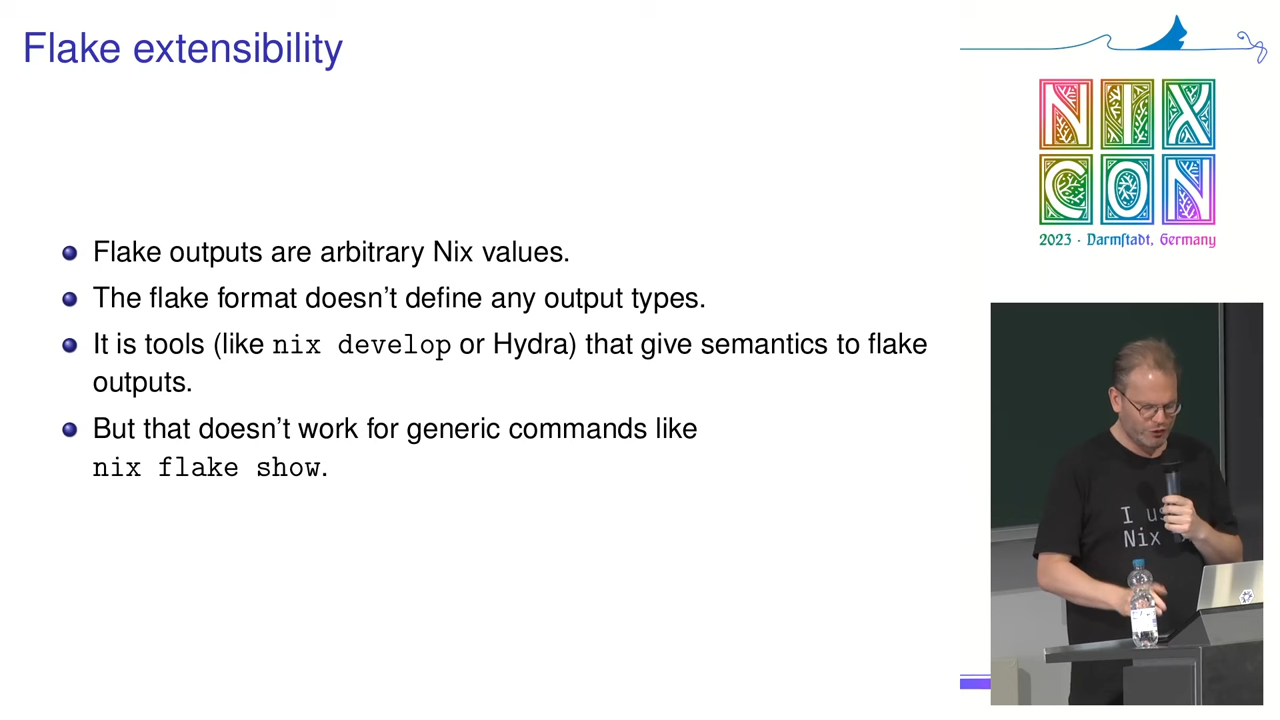 Flake extensibility
Flake outputs are arbitrary Nix values.
The flake format doesn't define any output types.
It is tools (like nix develop or Hydra) that give semantics to flake
outputs.
But that doesn't work for generic commands like
nix flake show.
NIX
CON
2023 · Darmſtadt, Germany
I
Nix